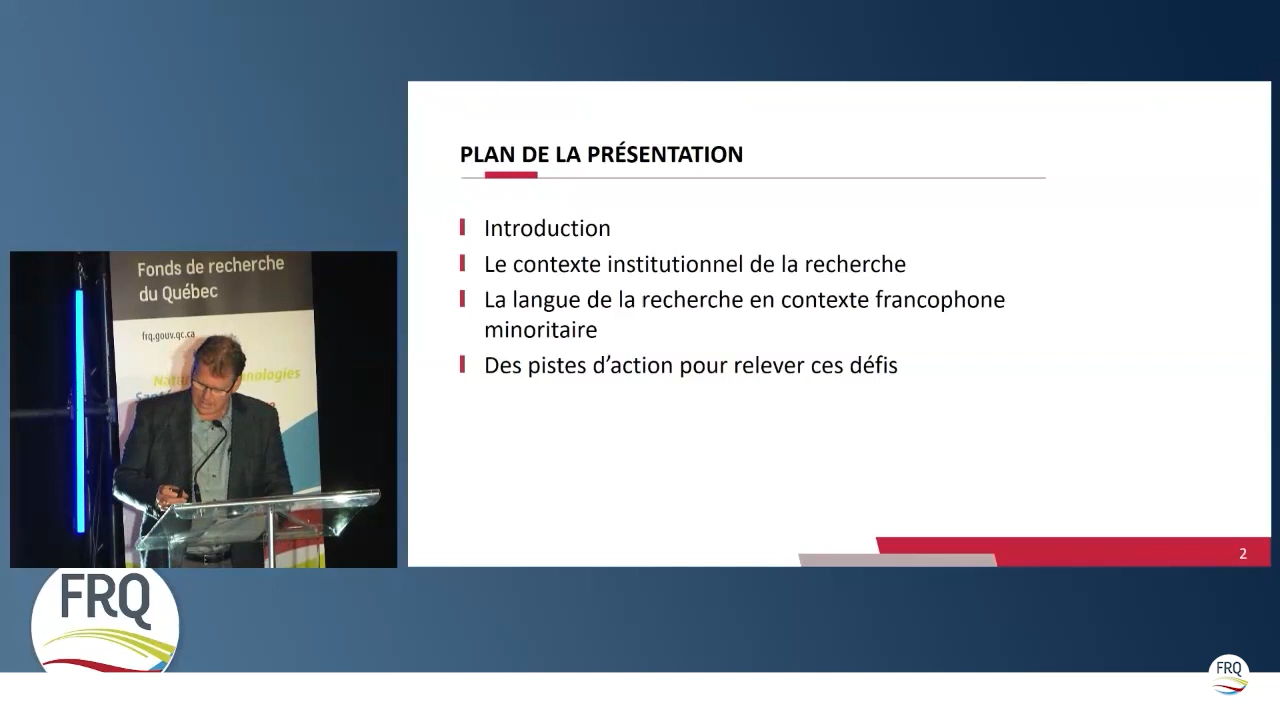 PLAN DE LA PRÉSENTATION
Introduction
Le contexte institutionnel de la recherche
La langue de la recherche en contexte francophone
minoritaire
Des pistes d’action pour relever ces défis
2
Fonds de recherche
du Québec
frq.gouv.qc.ca
FRQ
FRQ